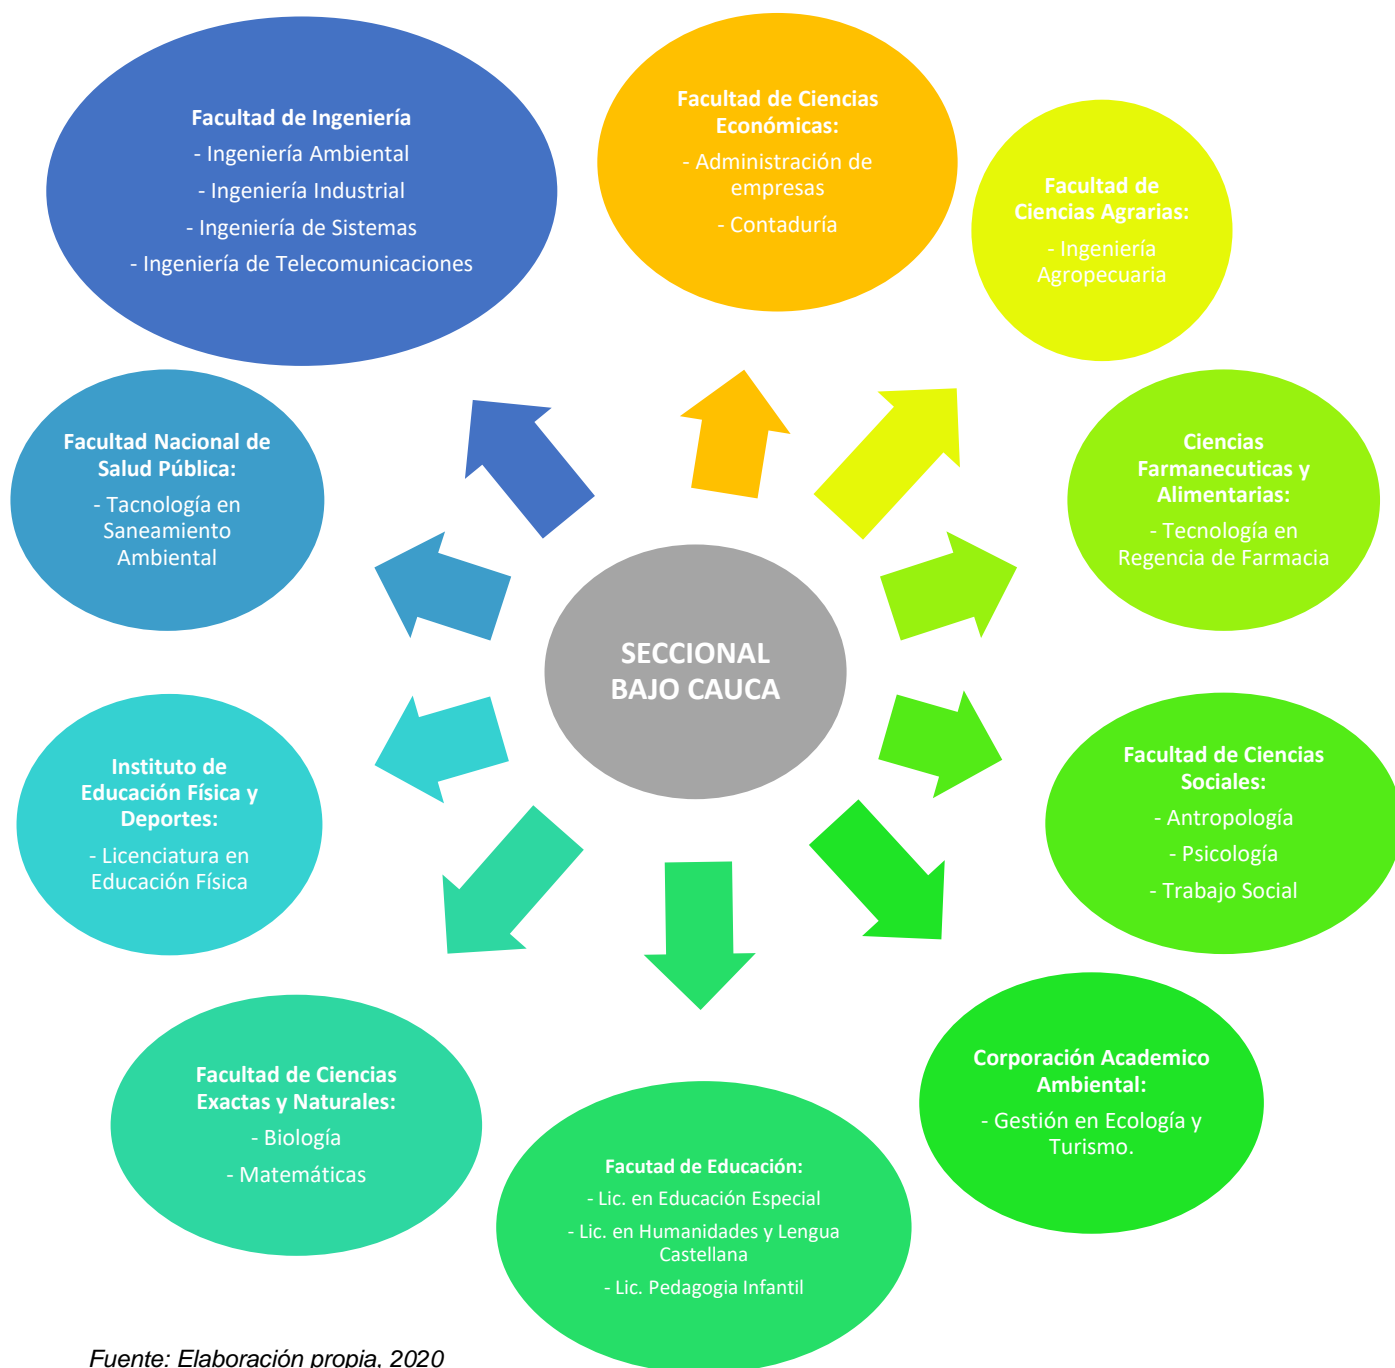 Facultad de Ingeniería
- Ingeniería Ambiental
- Ingeniería Industrial
- Ingeniería de Sistemas
- Ingeniería de Telecomunicaciones
Facultad de Ciencias
Económicas:
- Administración de
empresas
- Contaduría
Facultad de
Ciencias Agrarias:
- Ingeniería
Agropecuaria
Ciencias
Farmanecuticas y
Alimentarias:
- Tecnología en
Regencia de Farmacia
Facultad de Ciencias
Sociales:
- Antropología
- Psicología
- Trabajo Social
Corporación Academico
Ambiental:
- Gestión en Ecología y
Turismo.
Facutad de Educación:
- Lic. en Educación Especial
- Lic. en Humanidades y Lengua
Castellana
- Lic. Pedagogia Infantil
Facultad de Ciencias
Exactas y Naturales:
- Biología
- Matemáticas
Instituto de
Educación Física y
Deportes:
- Licenciatura en
Educación Física
Facultad Nacional de
Salud Pública:
- Tacnología en
Saneamiento
Ambiental
SECCIONAL
BAJO CAUCA
Fuente: Elaboración propia, 2020